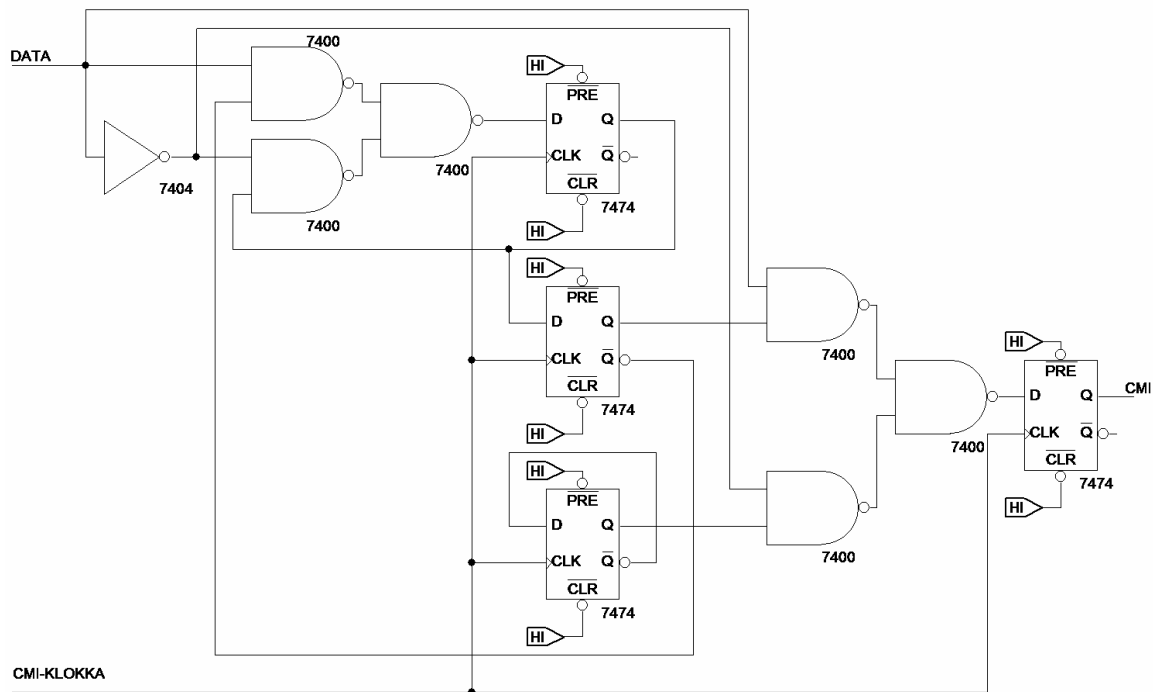 7400
DATA
HI
PRE
D Q
CLK Q
CLR
7404
7400
7400
7474
HI
HI
PRE
D Q
CLK Q
CLR
7474
HI
7400
HI
PRE
D Q
CMI
CLK Q
CLR
7400
7474
HI
HI
PRE
D Q
CLK Q
CLR
7474
HI
7400
CMI-KLOKKA